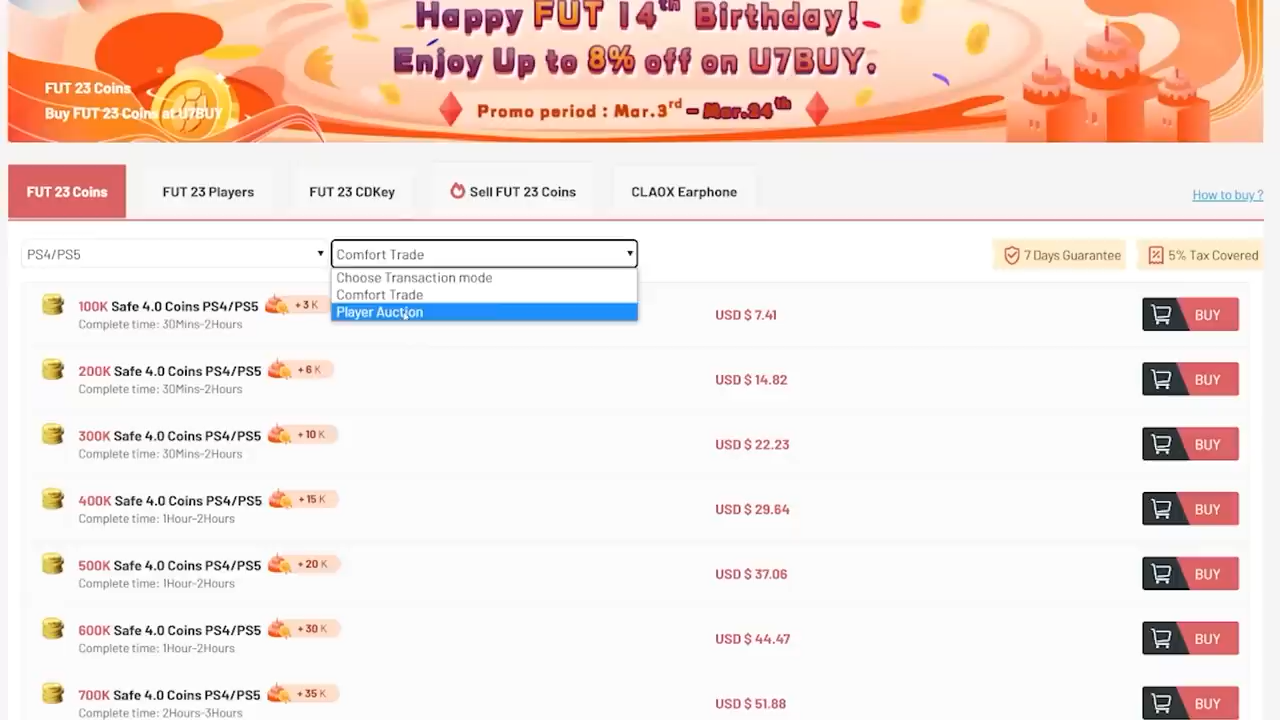 Happy FUT 14th Birthday!
Enjoy Up to 8% off on U7BUY.
FUT 23 Coins
Buy FUT 23 Coins at U7BUY
Promo period : Mar.3rd - Mar.24th
FUT 23 Coins
FUT 23 Players
FUT 23 CDKey
Sell FUT 23 Coins
CLAOX Earphone
How to buy ?
PS4/PS5
Comfort Trade
7 Days Guarantee
5% Tax Covered
Choose Transaction mode
Comfort Trade
Player Auction
100K Safe 4.0 Coins PS4/PS5 +3 K
Complete time: 30Mins-2Hours
USD $ 7.41
BUY
200K Safe 4.0 Coins PS4/PS5 +6 K
Complete time: 30Mins-2Hours
USD $ 14.82
BUY
300K Safe 4.0 Coins PS4/PS5 +10 K
Complete time: 30Mins-2Hours
USD $ 22.23
BUY
400K Safe 4.0 Coins PS4/PS5 +15 K
Complete time: 1Hour-2Hours
USD $ 29.64
BUY
500K Safe 4.0 Coins PS4/PS5 +20 K
Complete time: 1Hour-2Hours
USD $ 37.06
BUY
600K Safe 4.0 Coins PS4/PS5 +30 K
Complete time: 1Hour-2Hours
USD $ 44.47
BUY
700K Safe 4.0 Coins PS4/PS5 +35 K
Complete time: 2Hours-3Hours
USD $ 51.88
BUY